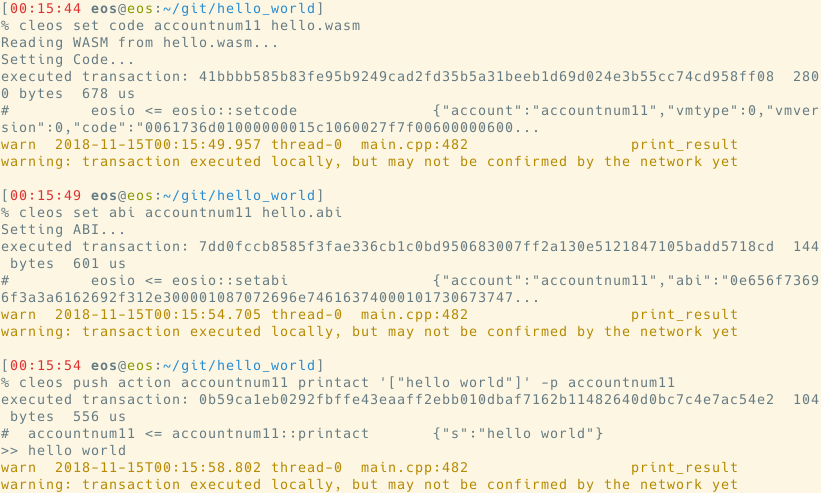 [00:15:44 eos@eos:~/git/hello_world]
% cleos set code accountnum11 hello.wasm
Reading WASM from hello.wasm...
Setting Code...
executed transaction: 41bbbb585b83fe95b9249cad2fd35b5a31beeb1d69d024e3b55cc74cd958ff08  280
0 bytes  678 us
#         eosio <= eosio::setcode               {"account":"accountnum11","vmtype":0,"vmver
sion":0,"code":"0061736d01000000015c1060027f7f00600000600...
warn  2018-11-15T00:15:49.957 thread-0  main.cpp:482                  print_result
warning: transaction executed locally, but may not be confirmed by the network yet
[00:15:49 eos@eos:~/git/hello_world]
% cleos set abi accountnum11 hello.abi
Setting ABI...
executed transaction: 7dd0fccb8585f3fae336cb1c0bd950683007ff2a130e5121847105badd5718cd  144
 bytes  601 us
#         eosio <= eosio::setabi                {"account":"accountnum11","abi":"0e656f7369
6f3a3a6162692f312e300001087072696e74616374000101730673747...
warn  2018-11-15T00:15:54.705 thread-0  main.cpp:482                  print_result
warning: transaction executed locally, but may not be confirmed by the network yet
[00:15:54 eos@eos:~/git/hello_world]
% cleos push action accountnum11 printact '["hello world"]' -p accountnum11
executed transaction: 0b59ca1eb0292fbffe43eaaff2ebb010dbaf7162b11482640d0bc7c4e7ac54e2  104
 bytes  556 us
#  accountnum11 <= accountnum11::printact       {"s":"hello world"}
>> hello world
warn  2018-11-15T00:15:58.802 thread-0  main.cpp:482                  print_result
warning: transaction executed locally, but may not be confirmed by the network yet